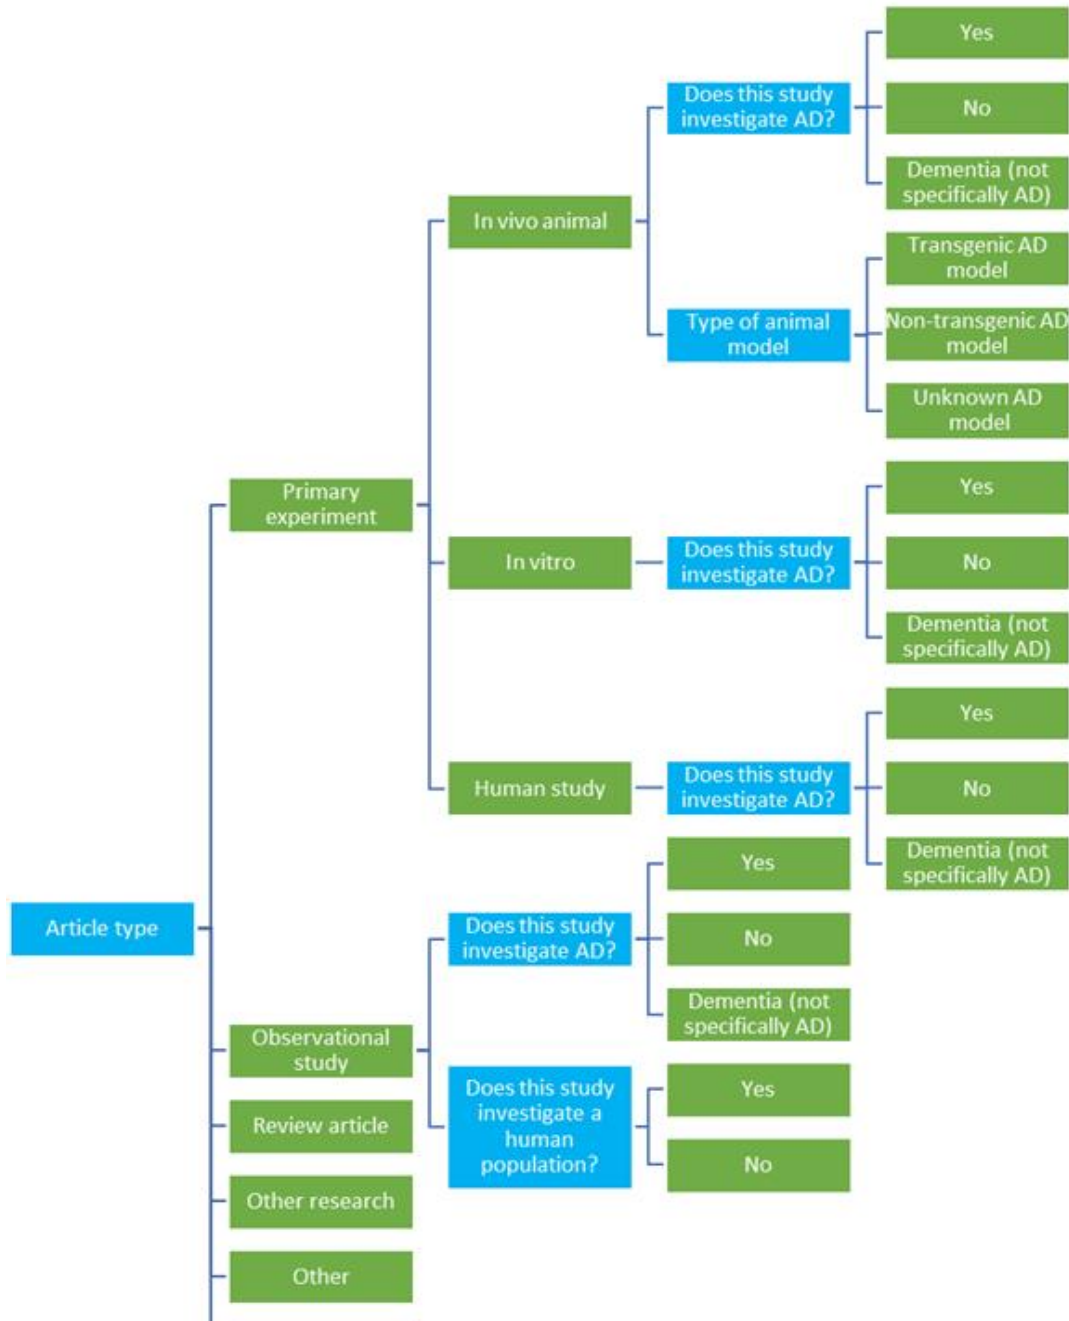 Yes
Does this study
investigate AD?
No
Dementia (not
specifically AD)
In vivo animal
Transgenic AD
model
Type of animal
model
Non-transgenic AD
model
Unknown AD
model
Primary
experiment
Yes
In vitro
Does this study
investigate AD?
No
Dementia (not
specifically AD)
Yes
Human study
Does this study
investigate AD?
No
Dementia (not
specifically AD)
Article type
Yes
Does this study
investigate AD?
No
Dementia (not
specifically AD)
Observational
study
Does this study
investigate a
human
population?
Yes
No
Review article
Other research
Other